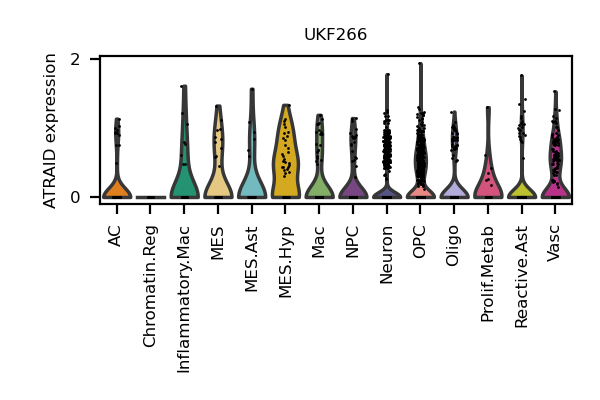 UKF266
ATRAID expression
2
0
AC
Chromatin.Reg
Inflammatory.Mac
MES
MES.Ast
MES.Hyp
Mac
NPC
Neuron
OPC
Oligo
Prolif.Metab
Reactive.Ast
Vasc